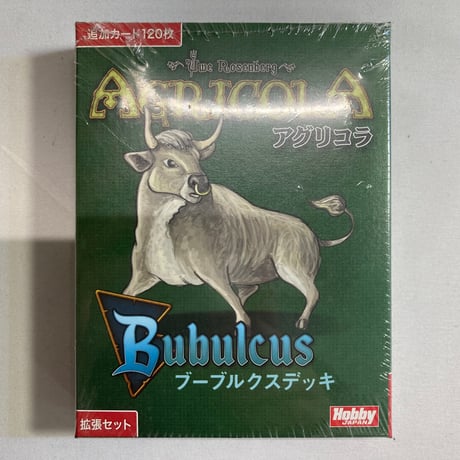 追加カード120枚
Uwe Rosenberg
AGRICOLA
アグリコラ
Bubulcus
ブーブルクスデッキ
拡張セット
Hobby
JAPAN